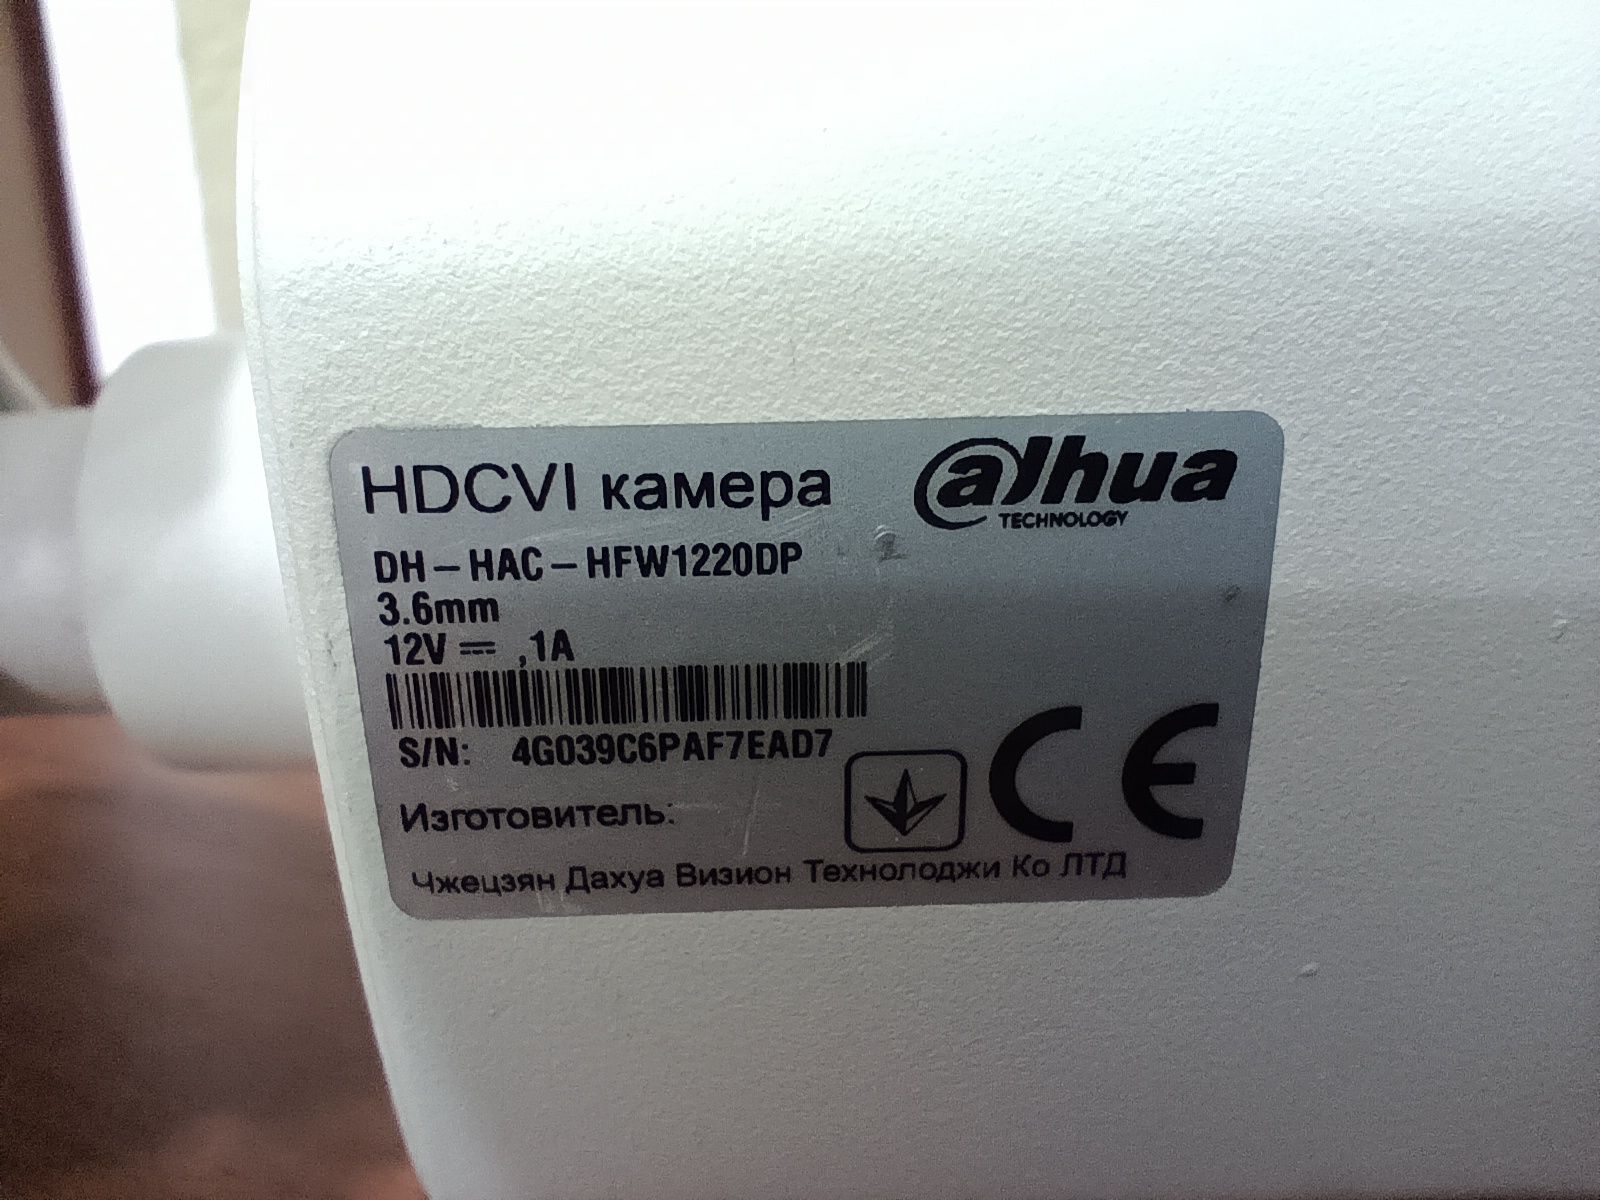 HDCVI камера
alhua
TECHNOLOGY
DH-HAC-HFW1220DP
3.6mm
12V ⎓ ,1A
S/N: 4G039C6PAF7EAD7
Изготовитель:
CE
Чжецзян Дахуа Визион Технолоджи Ко ЛТД